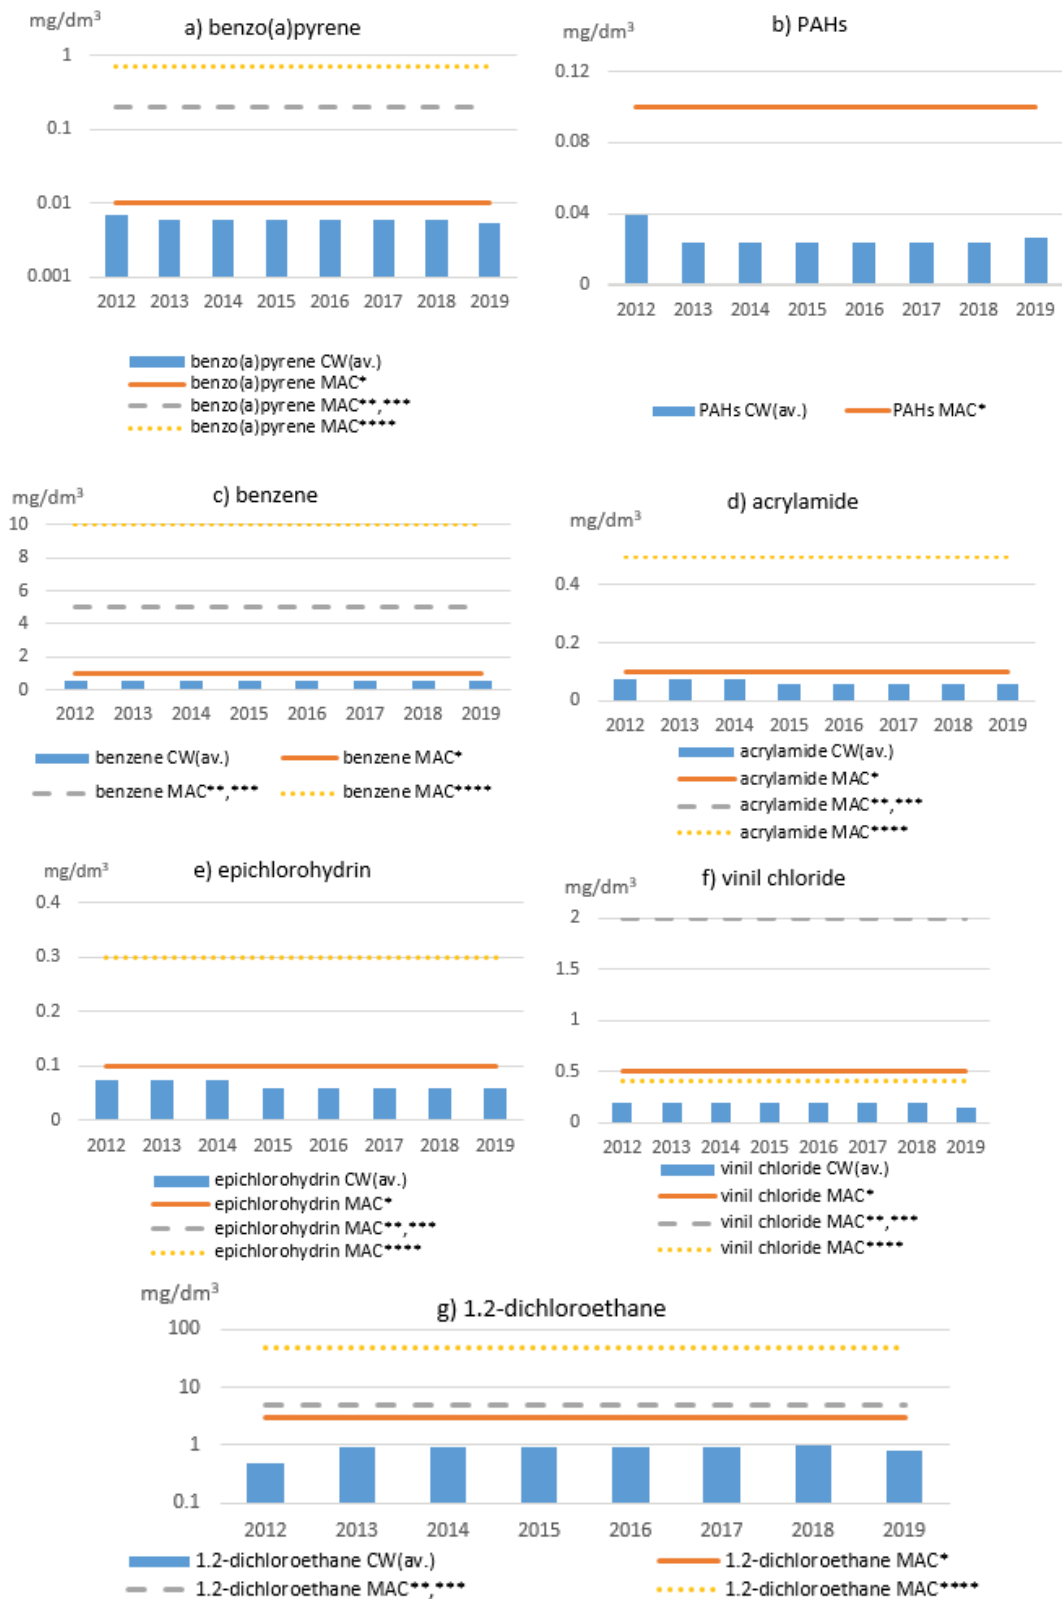 mg/dm³
a) benzo(a)pyrene
1
0.1
0.01
0.001
2012 2013 2014 2015 2016 2017 2018 2019
benzo(a)pyrene CW(av.)
benzo(a)pyrene MAC*
benzo(a)pyrene MAC**,***
benzo(a)pyrene MAC****
b) PAHs
mg/dm³
0.12
0.08
0.04
0
2012 2013 2014 2015 2016 2017 2018 2019
PAHs CW(av.) PAHs MAC*
mg/dm³
c) benzene
10
8
6
4
2
0
2012 2013 2014 2015 2016 2017 2018 2019
benzene CW(av.) benzene MAC*
benzene MAC**,*** benzene MAC****
d) acrylamide
mg/dm³
0.4
0.2
0
2012 2013 2014 2015 2016 2017 2018 2019
acrylamide CW(av.)
acrylamide MAC*
acrylamide MAC**,***
acrylamide MAC****
mg/dm³
e) epichlorohydrin
0.4
0.3
0.2
0.1
0
2012 2013 2014 2015 2016 2017 2018 2019
epichlorohydrin CW(av.)
epichlorohydrin MAC*
epichlorohydrin MAC**,***
epichlorohydrin MAC****
f) vinil chloride
mg/dm³
2
1.5
1
0.5
0
2012 2013 2014 2015 2016 2017 2018 2019
vinil chloride CW(av.)
vinil chloride MAC*
vinil chloride MAC**,***
vinil chloride MAC****
mg/dm³
g) 1.2-dichloroethane
100
10
1
0.1
2012 2013 2014 2015 2016 2017 2018 2019
1.2-dichloroethane CW(av.) 1.2-dichloroethane MAC*
1.2-dichloroethane MAC**,*** 1.2-dichloroethane MAC****